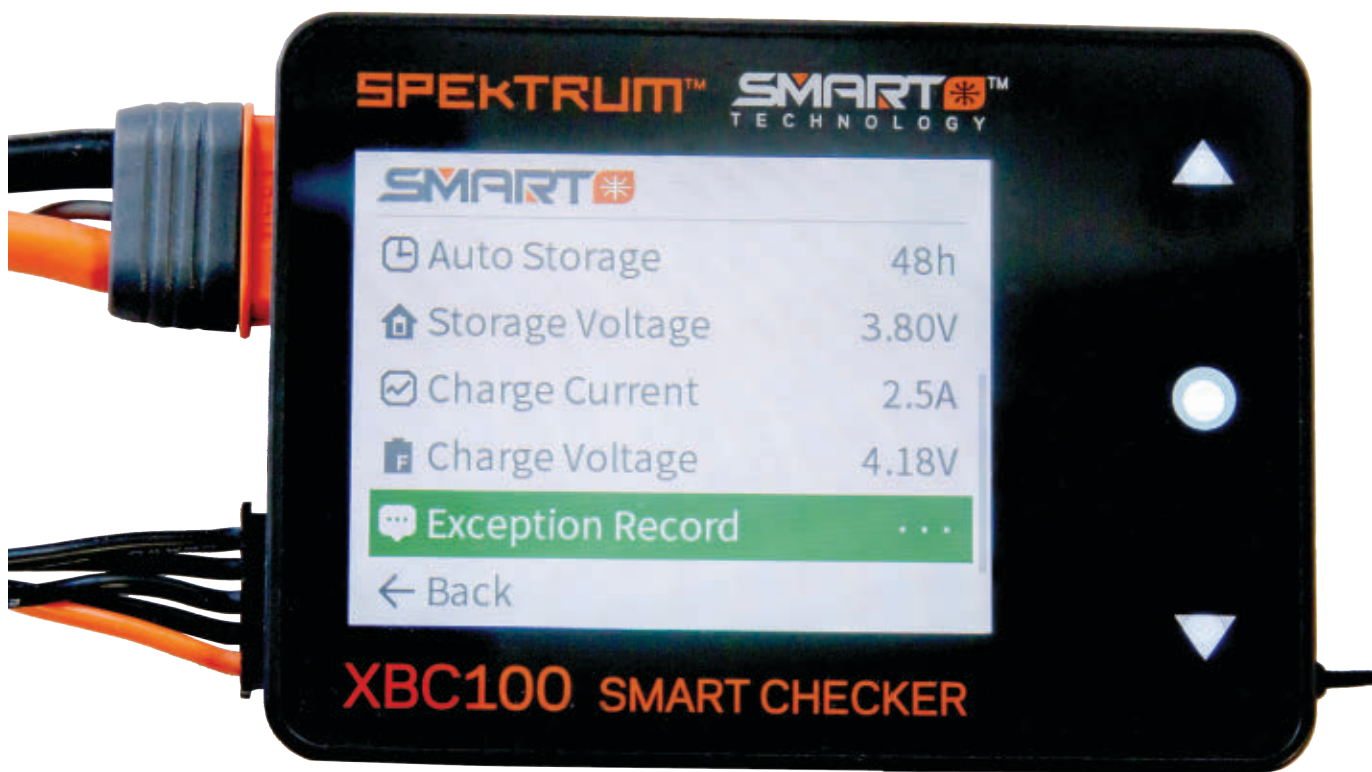 SPEKTRUM™ SMART™
TECHNOLOGY
SMART
Auto Storage 48h
Storage Voltage 3.80V
Charge Current 2.5A
F Charge Voltage 4.18V
Exception Record ...
Back
XBC100 SMART CHECKER